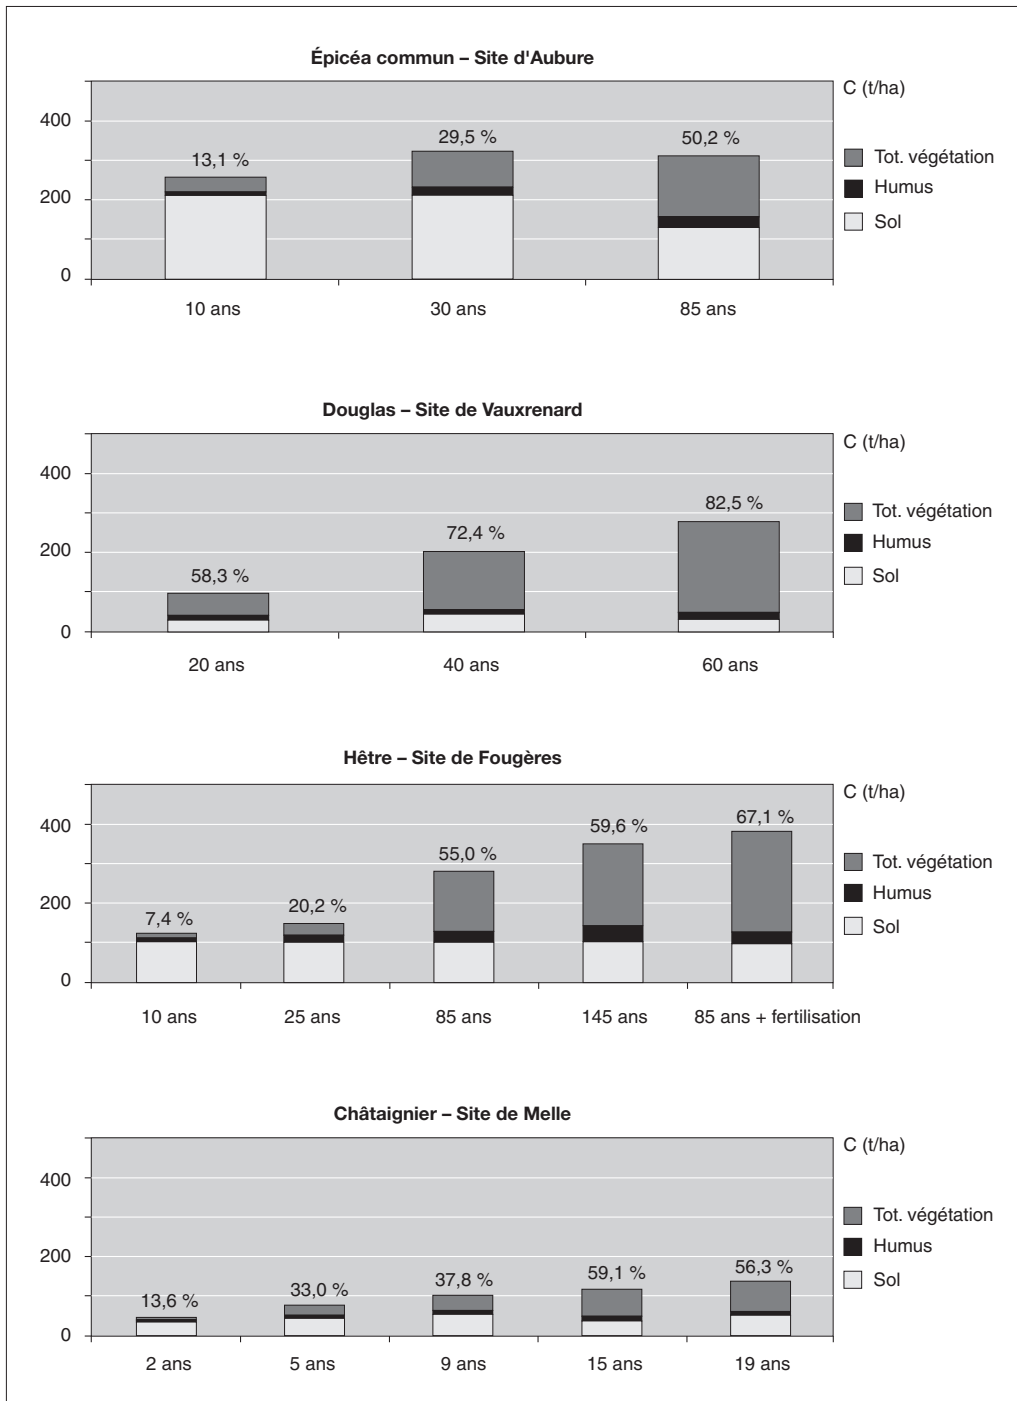 Épicéa commun – Site d'Aubure
C (t/ha)
400
200
0
13,1 %
29,5 %
50,2 %
Tot. végétation
Humus
Sol
10 ans
30 ans
85 ans
Douglas – Site de Vauxrenard
C (t/ha)
400
200
0
58,3 %
72,4 %
82,5 %
Tot. végétation
Humus
Sol
20 ans
40 ans
60 ans
Hêtre – Site de Fougères
C (t/ha)
400
200
0
7,4 %
20,2 %
55,0 %
59,6 %
67,1 %
Tot. végétation
Humus
Sol
10 ans
25 ans
85 ans
145 ans
85 ans + fertilisation
Châtaignier – Site de Melle
C (t/ha)
400
200
0
13,6 %
33,0 %
37,8 %
59,1 %
56,3 %
Tot. végétation
Humus
Sol
2 ans
5 ans
9 ans
15 ans
19 ans